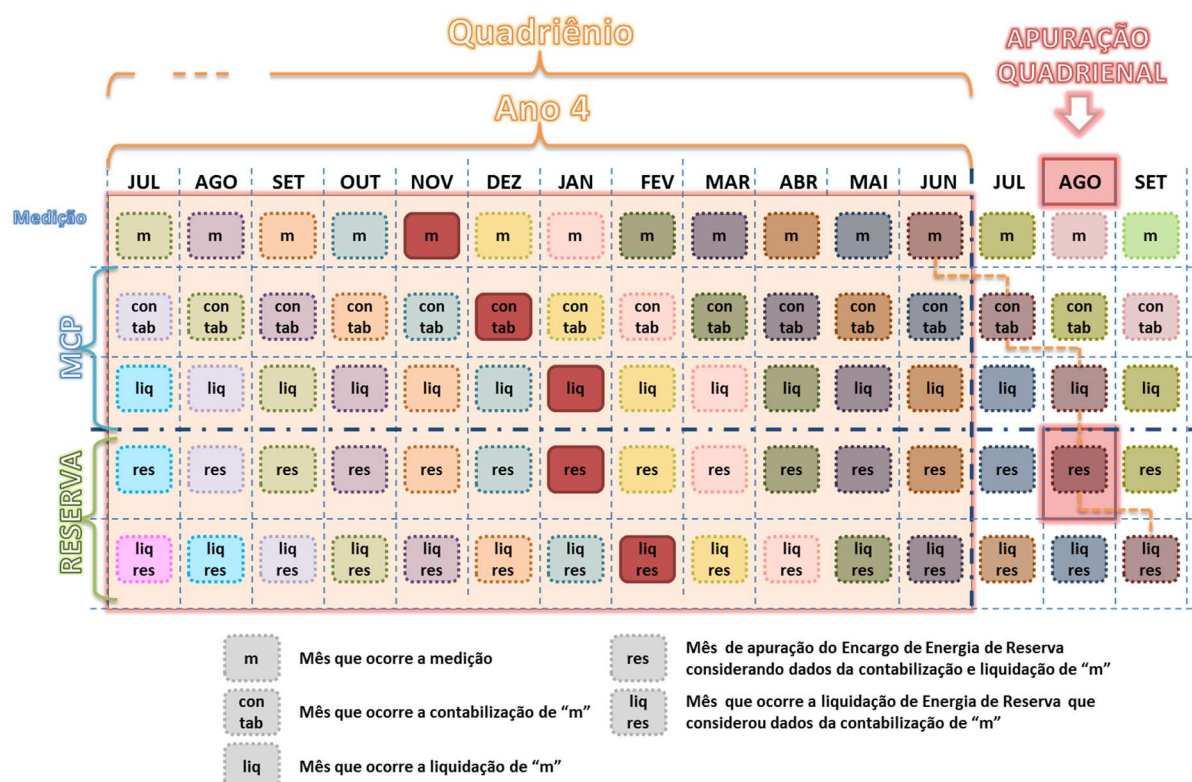 Quadriênio
APURAÇÃO
QUADRIENAL
Ano 4
JUL AGO SET OUT NOV DEZ JAN FEV MAR ABR MAI JUN JUL AGO SET
Medição
m m m m m m m m m m m m m m m
MCP
con con con con con con con con con con con con con con con
tab tab tab tab tab tab tab tab tab tab tab tab tab tab tab
liq liq liq liq liq liq liq liq liq liq liq liq liq liq liq
RESERVA
res res res res res res res res res res res res res res res
liq liq liq liq liq liq liq liq liq liq liq liq liq liq liq
res res res res res res res res res res res res res res res
m
Mês que ocorre a medição
con
tab
Mês que ocorre a contabilização de “m”
liq
Mês que ocorre a liquidação de “m”
res
Mês de apuração do Encargo de Energia de Reserva
considerando dados da contabilização e liquidação de “m”
liq
res
Mês que ocorre a liquidação de Energia de Reserva que
considerou dados da contabilização de “m”